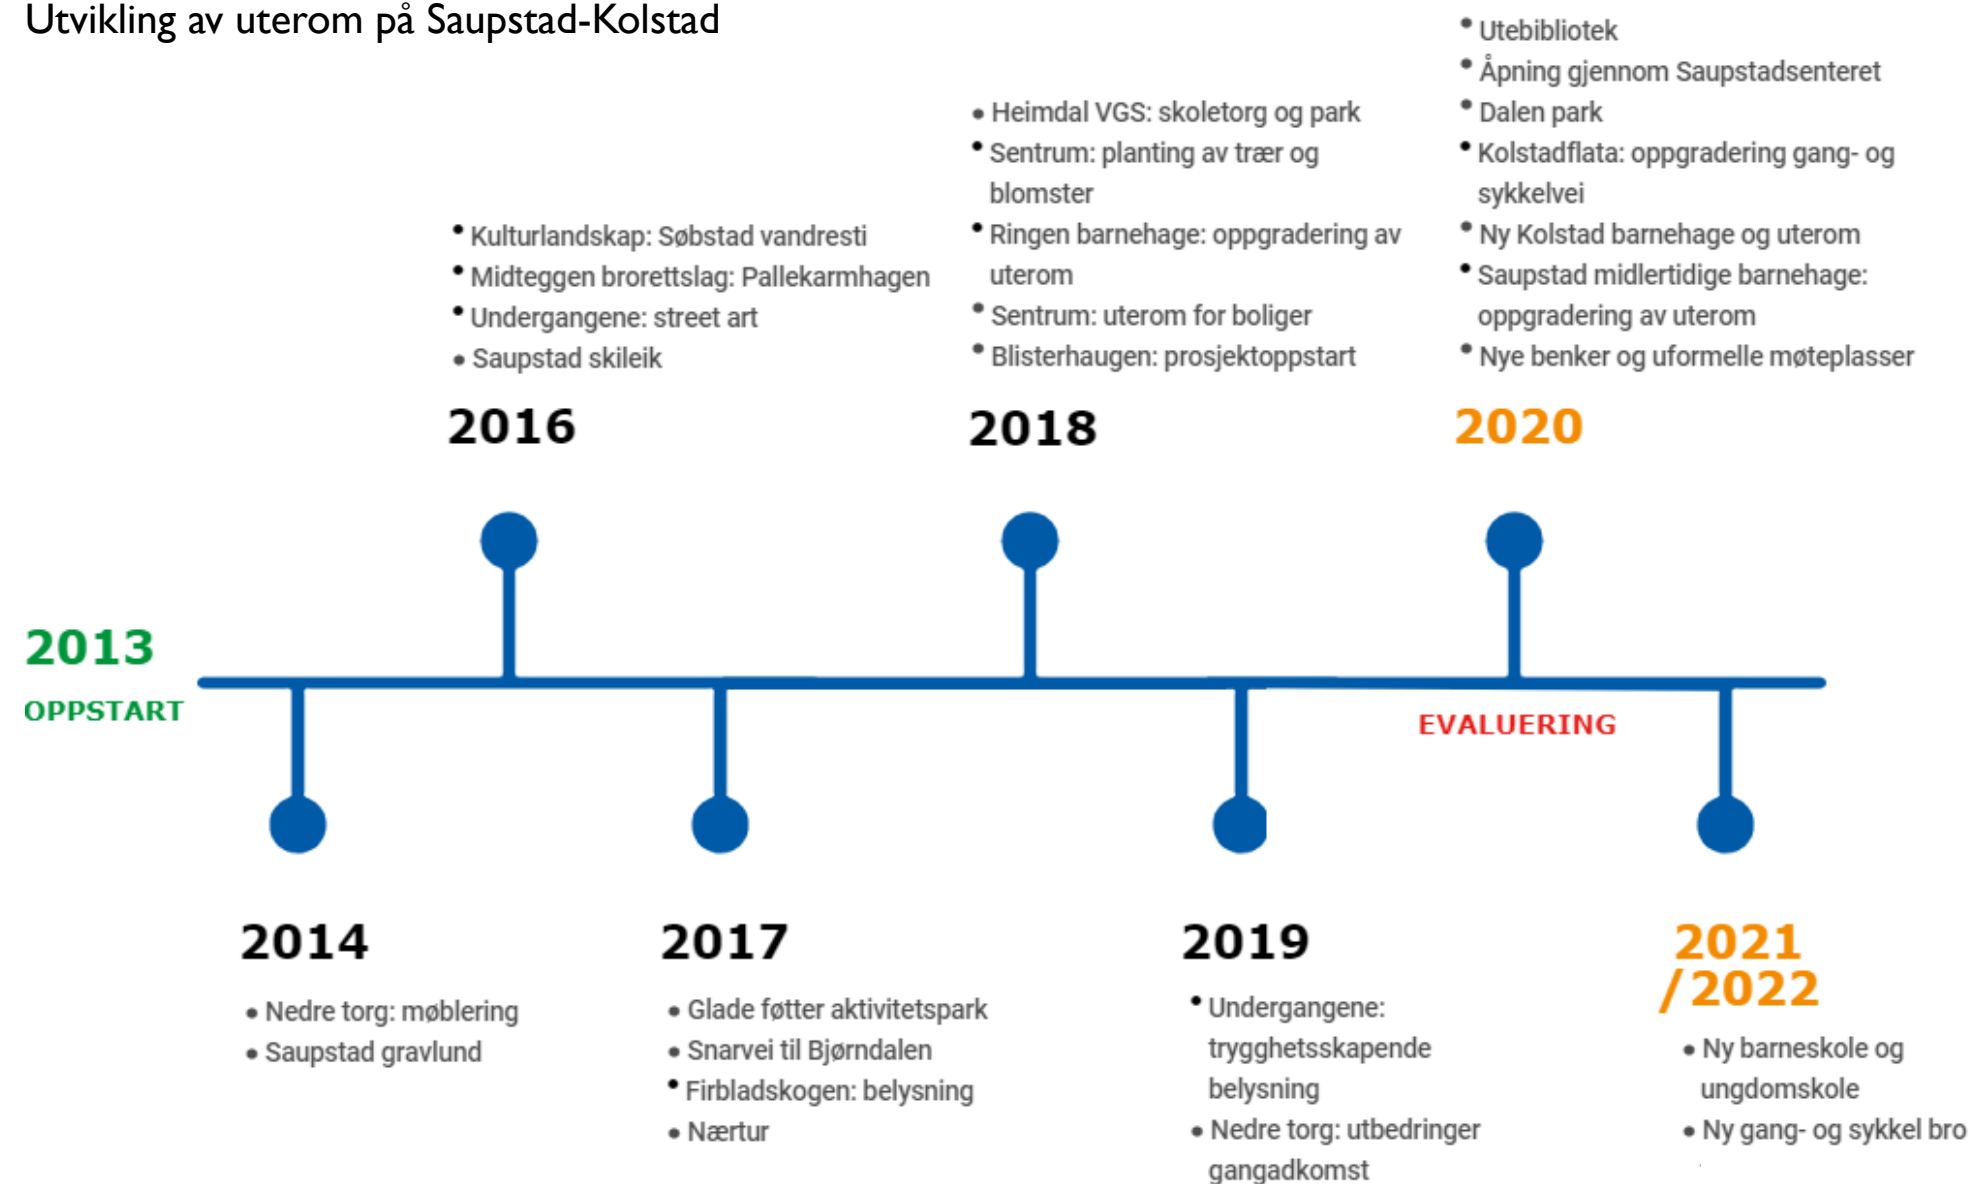 Utvikling av uterom på Saupstad-Kolstad
2013
OPPSTART
2014
• Nedre torg: møblering
• Saupstad gravlund
• Kulturlandskap: Søbstad vandresti
• Midteggen brorettslag: Pallekarmhagen
• Undergangene: street art
• Saupstad skileik
2016
2017
• Glade føtter aktivitetspark
• Snarvei til Bjørndalen
• Firbladskogen: belysning
• Nærtur
• Heimdal VGS: skoletorg og park
• Sentrum: planting av trær og
blomster
• Ringen barnehage: oppgradering av
uterom
• Sentrum: uterom for boliger
• Blisterhaugen: prosjektoppstart
2018
2019
• Undergangene:
trygghetsskapende
belysning
• Nedre torg: utbedringer
gangadkomst
• Utebibliotek
• Åpning gjennom Saupstadsenteret
• Dalen park
• Kolstadflata: oppgradering gang- og
sykkelvei
• Ny Kolstad barnehage og uterom
• Saupstad midlertidige barnehage:
oppgradering av uterom
• Nye benker og uformelle møteplasser
2020
EVALUERING
2021
/2022
• Ny barneskole og
ungdomskole
• Ny gang- og sykkel bro